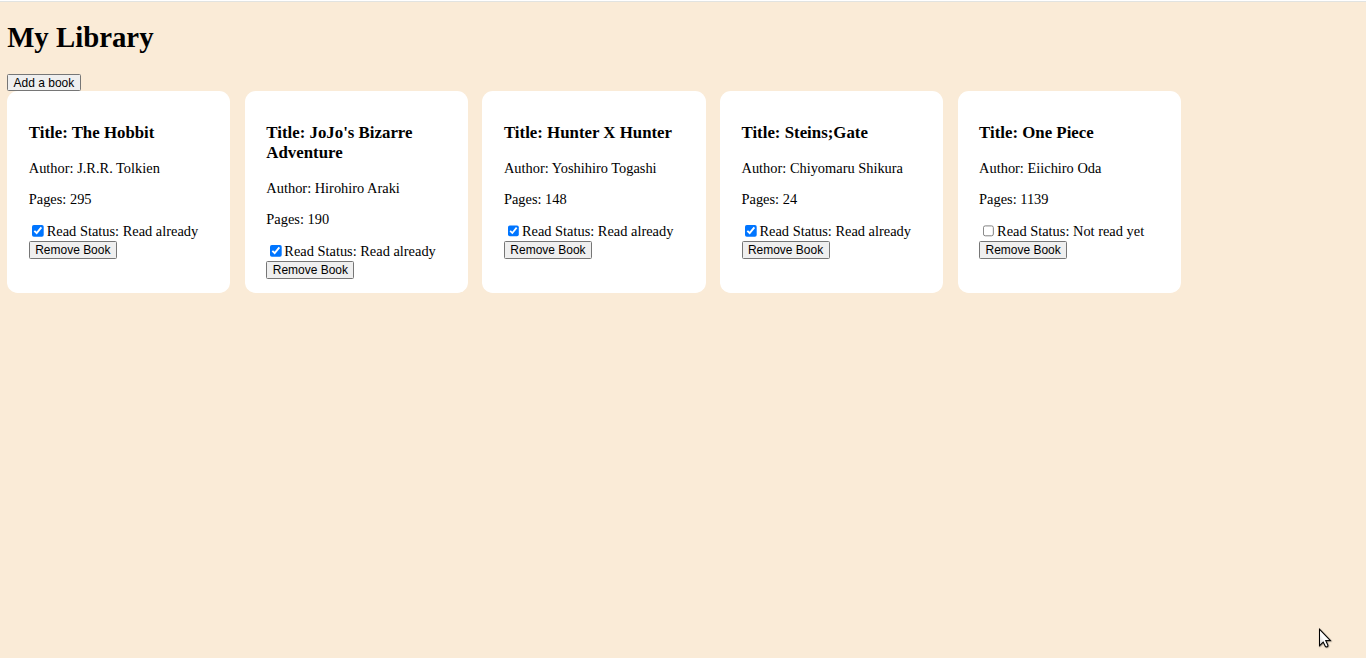 My Library
Add a book
Title: The Hobbit
Author: J.R.R. Tolkien
Pages: 295
Read Status: Read already
Remove Book
Title: JoJo's Bizarre
Adventure
Author: Hirohiro Araki
Pages: 190
Read Status: Read already
Remove Book
Title: Hunter X Hunter
Author: Yoshihiro Togashi
Pages: 148
Read Status: Read already
Remove Book
Title: Steins;Gate
Author: Chiyomaru Shikura
Pages: 24
Read Status: Read already
Remove Book
Title: One Piece
Author: Eiichiro Oda
Pages: 1139
Read Status: Not read yet
Remove Book